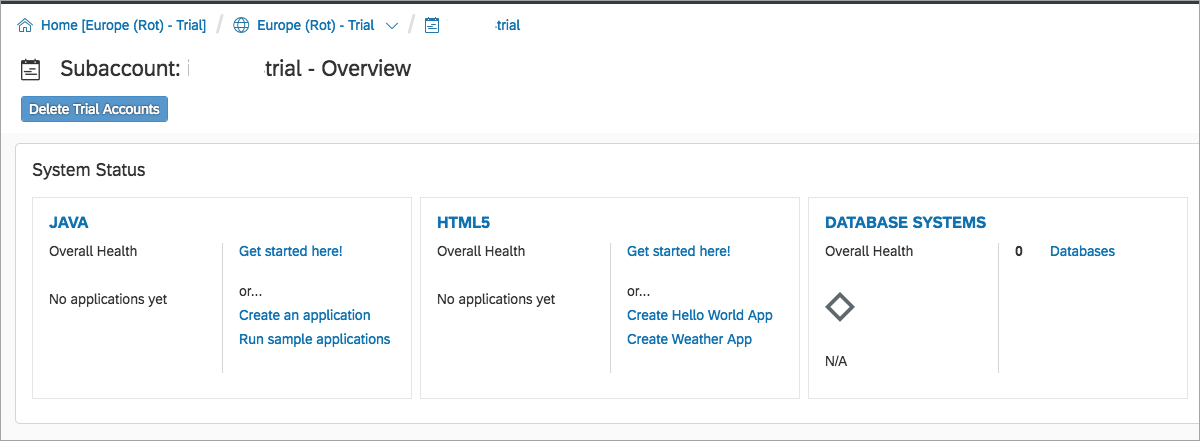 Home [Europe (Rot) - Trial] / Europe (Rot) - Trial / trial
Subaccount: trial - Overview
Delete Trial Accounts
System Status
JAVA
Overall Health
No applications yet
Get started here!
or...
Create an application
Run sample applications
HTML5
Overall Health
No applications yet
Get started here!
or...
Create Hello World App
Create Weather App
DATABASE SYSTEMS
Overall Health
N/A
0 Databases